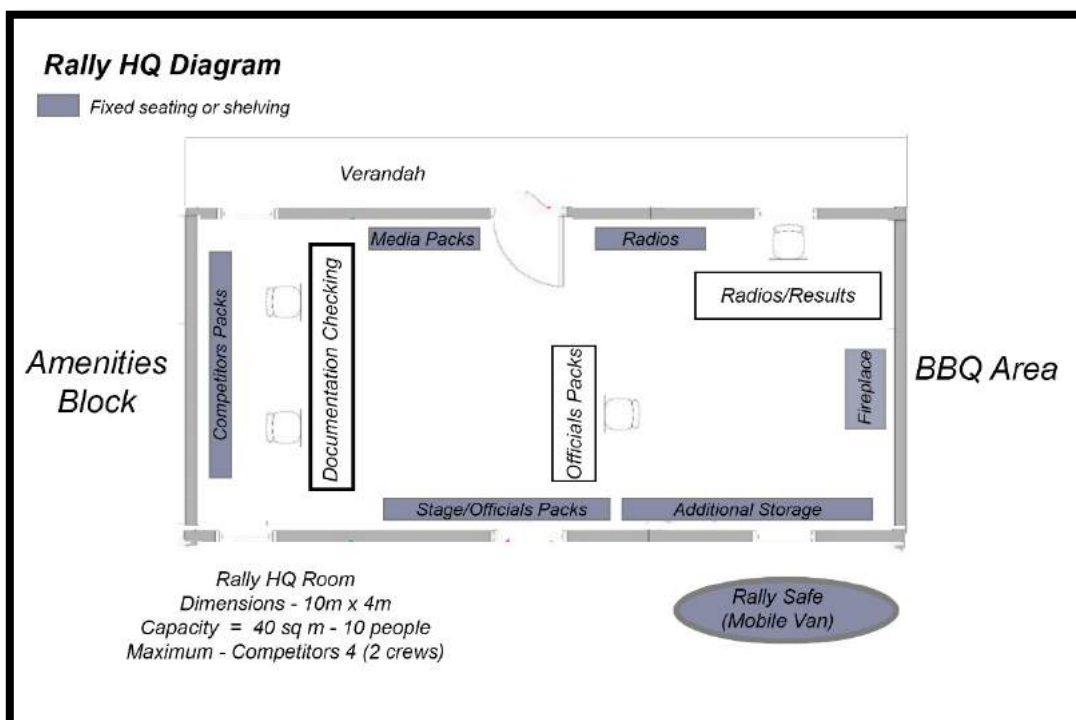 Rally HQ Diagram
Fixed seating or shelving
Verandah
Media Packs
Radios
Radios/Results
Competitors Packs
Documentation Checking
Officials Packs
Fireplace
Amenities
Block
BBQ Area
Stage/Officials Packs
Additional Storage
Rally HQ Room
Dimensions - 10m x 4m
Capacity = 40 sq m - 10 people
Maximum - Competitors 4 (2 crews)
Rally Safe
(Mobile Van)